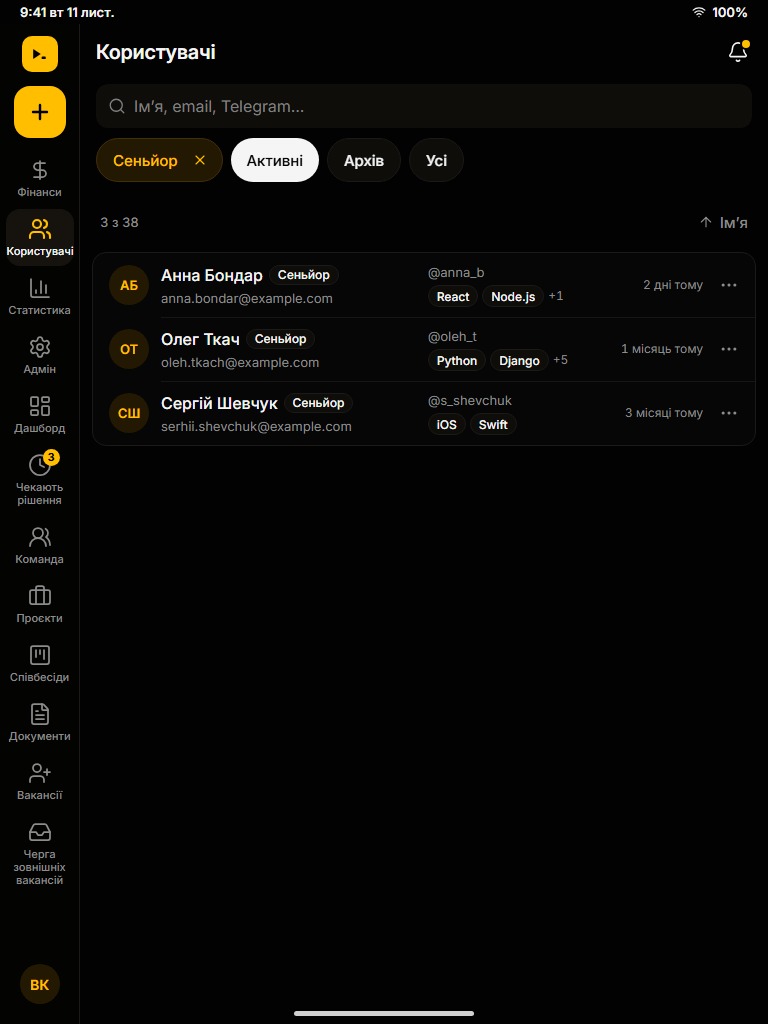 9:41 вт 11 лист.
100%
Користувачі
Ім’я, email, Telegram...
Сеньйор
Активні
Архів
Усі
3 з 38
Ім’я
Фінанси
Користувачі
Статистика
Адмін
Дашборд
3
Чекають
рішення
Команда
Проєкти
Співбесіди
Документи
Вакансії
Черга
зовнішніх
вакансій
ВК
АБ
Анна Бондар Сеньйор
anna.bondar@example.com
@anna_b
React Node.js +1
2 дні тому
ОТ
Олег Ткач Сеньйор
oleh.tkach@example.com
@oleh_t
Python Django +5
1 місяць тому
СШ
Сергій Шевчук Сеньйор
serhii.shevchuk@example.com
@s_shevchuk
iOS Swift
3 місяці тому